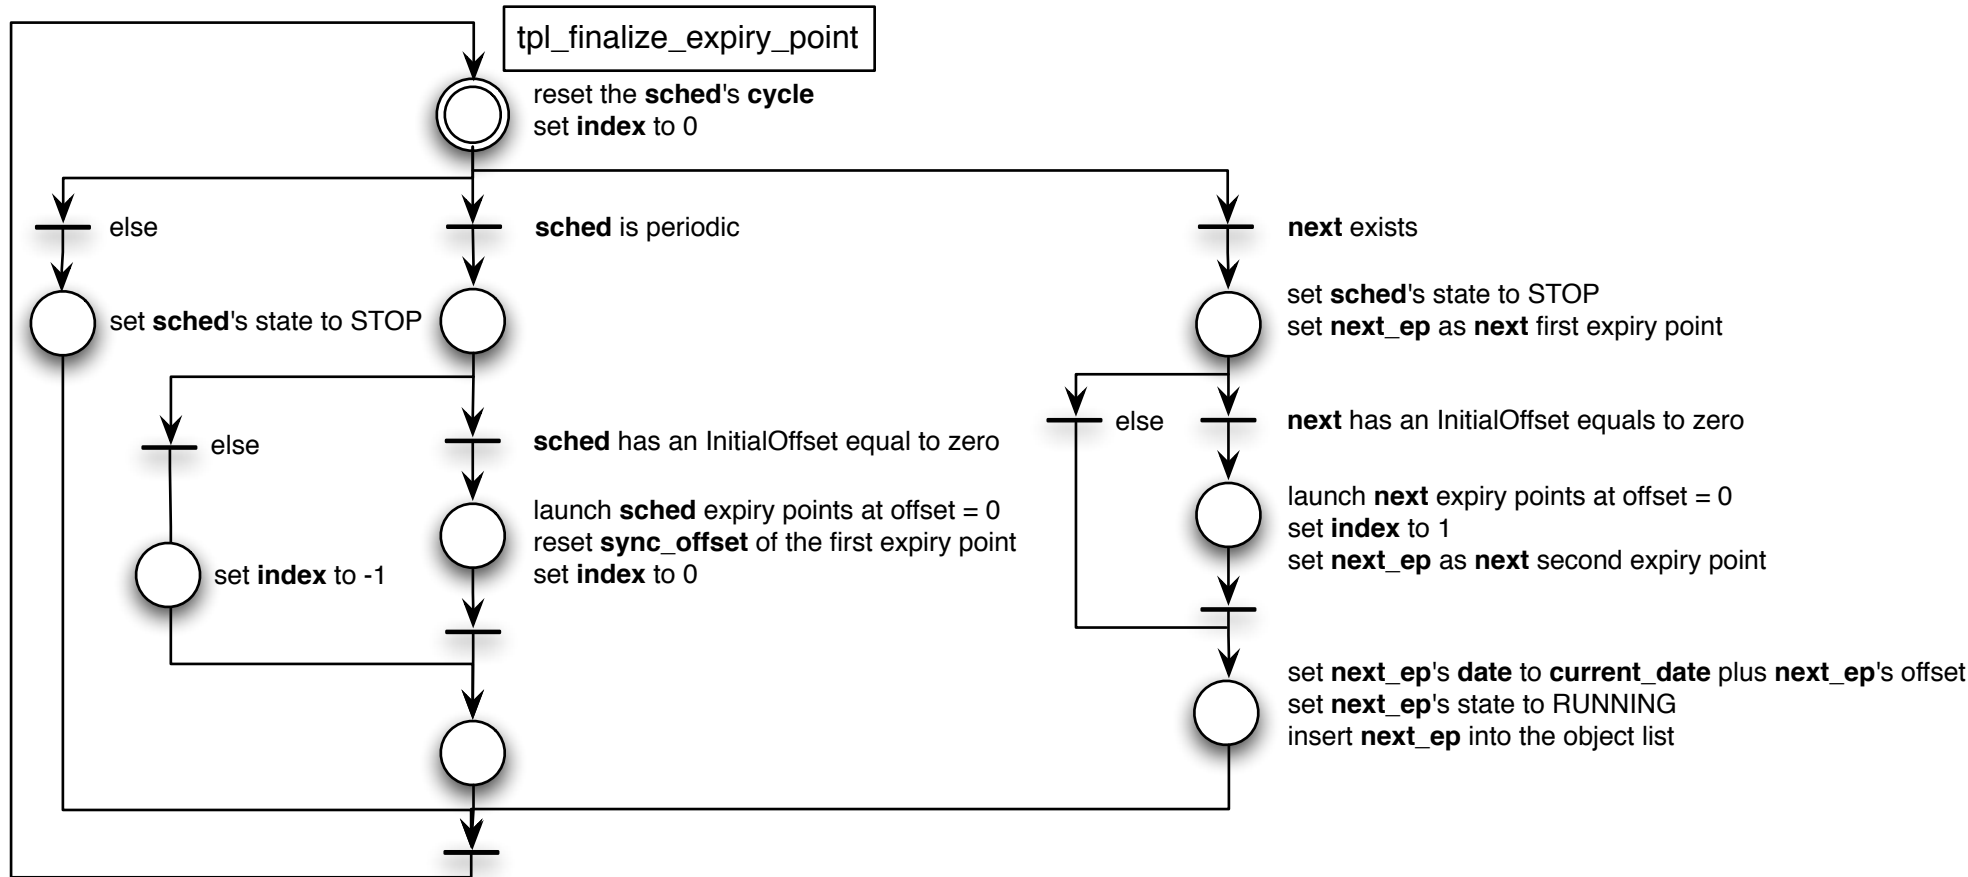 tpl_finalize_expiry_point
reset the sched's cycle
set index to 0
else
sched is periodic
next exists
set sched's state to STOP
set sched's state to STOP
set next_ep as next first expiry point
else
sched has an InitialOffset equal to zero
else
next has an InitialOffset equals to zero
launch sched expiry points at offset = 0
reset sync_offset of the first expiry point
set index to 0
set index to -1
launch next expiry points at offset = 0
set index to 1
set next_ep as next second expiry point
set next_ep's date to current_date plus next_ep's offset
set next_ep's state to RUNNING
insert next_ep into the object list